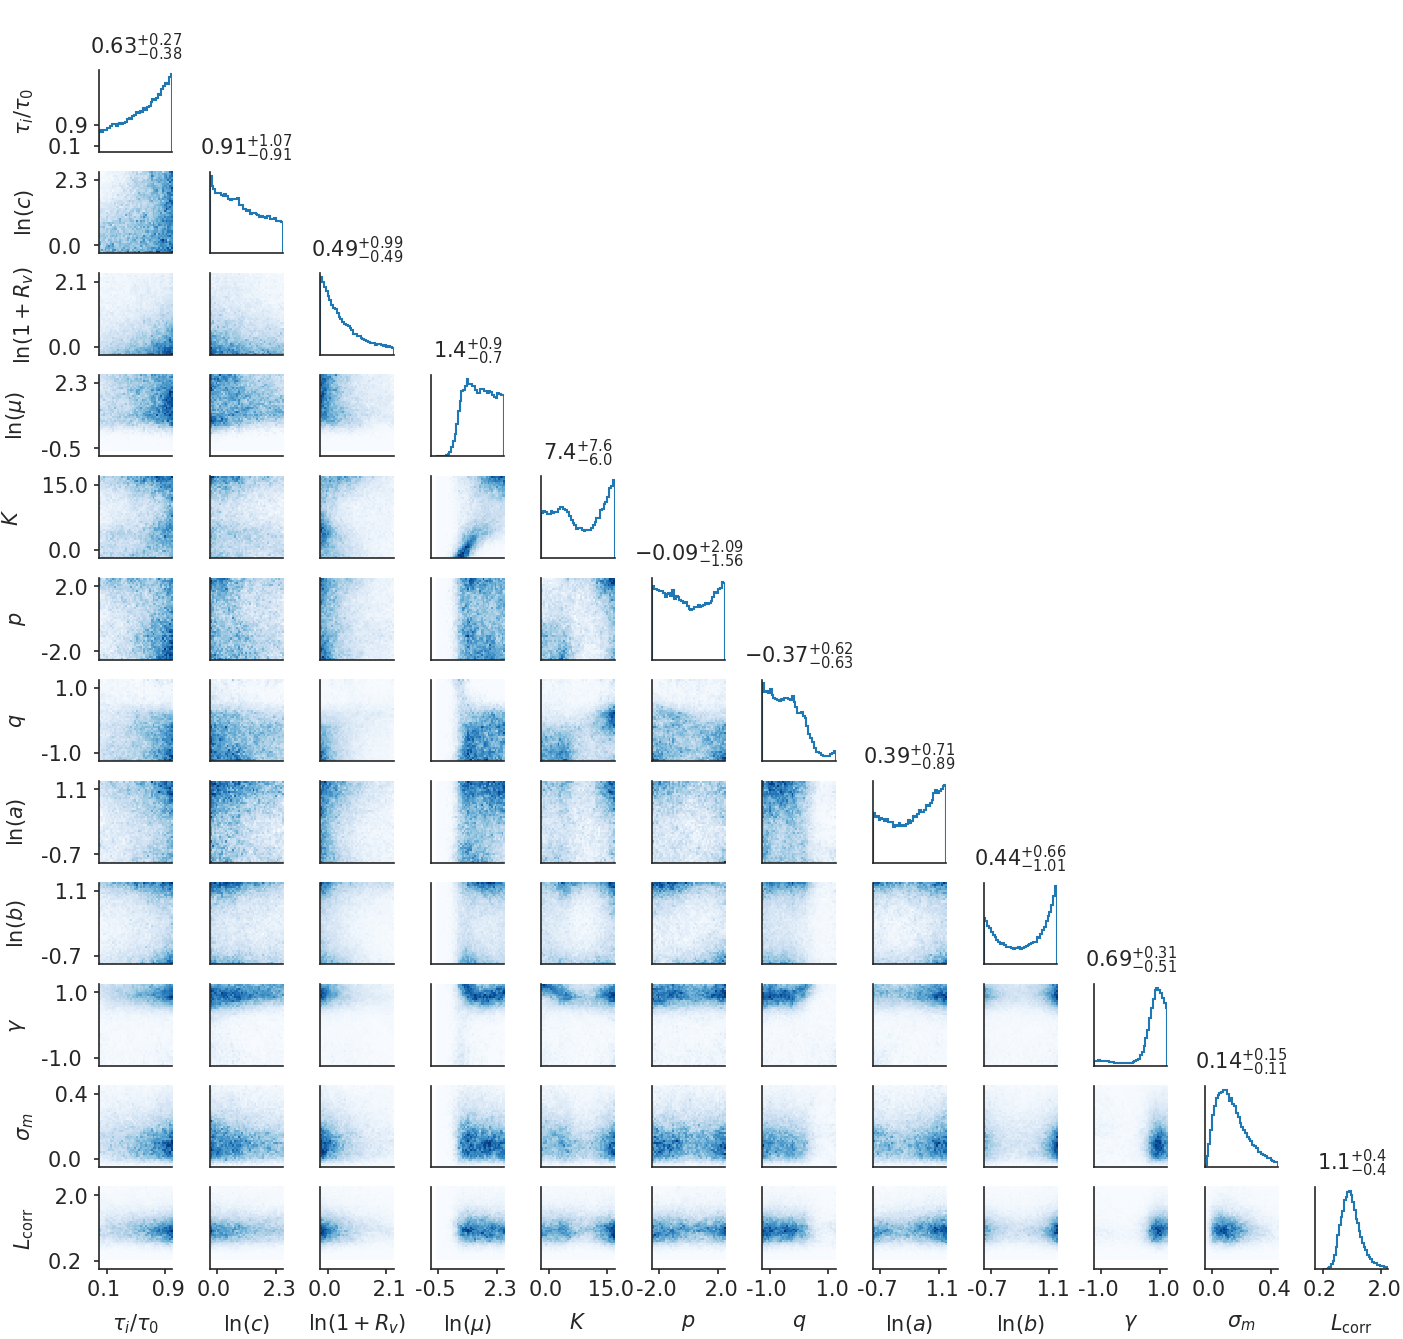 0.63+0.27−0.38
τi/τ0
0.9
0.1
0.91+1.07−0.91
ln(c)
2.3
0.0
0.49+0.99−0.49
ln(1 + Rv)
2.1
0.0
1.4+0.9−0.7
ln(μ)
2.3
-0.5
7.4+7.6−6.0
K
15.0
0.0
−0.09+2.09−1.56
p
2.0
-2.0
−0.37+0.62−0.63
q
1.0
-1.0
0.39+0.71−0.89
ln(a)
1.1
-0.7
0.44+0.66−1.01
ln(b)
1.1
-0.7
0.69+0.31−0.51
γ
1.0
-1.0
0.14+0.15−0.11
σm
0.4
0.0
1.1+0.4−0.4
Lcorr
2.0
0.2
0.1 0.9 0.0 2.3 0.0 2.1 -0.5 2.3 0.0 15.0 -2.0 2.0 -1.0 1.0 -0.7 1.1 -0.7 1.1 -1.0 1.0 0.0 0.4 0.2 2.0
τi/τ0 ln(c) ln(1 + Rv) ln(μ) K p q ln(a) ln(b) γ σm Lcorr